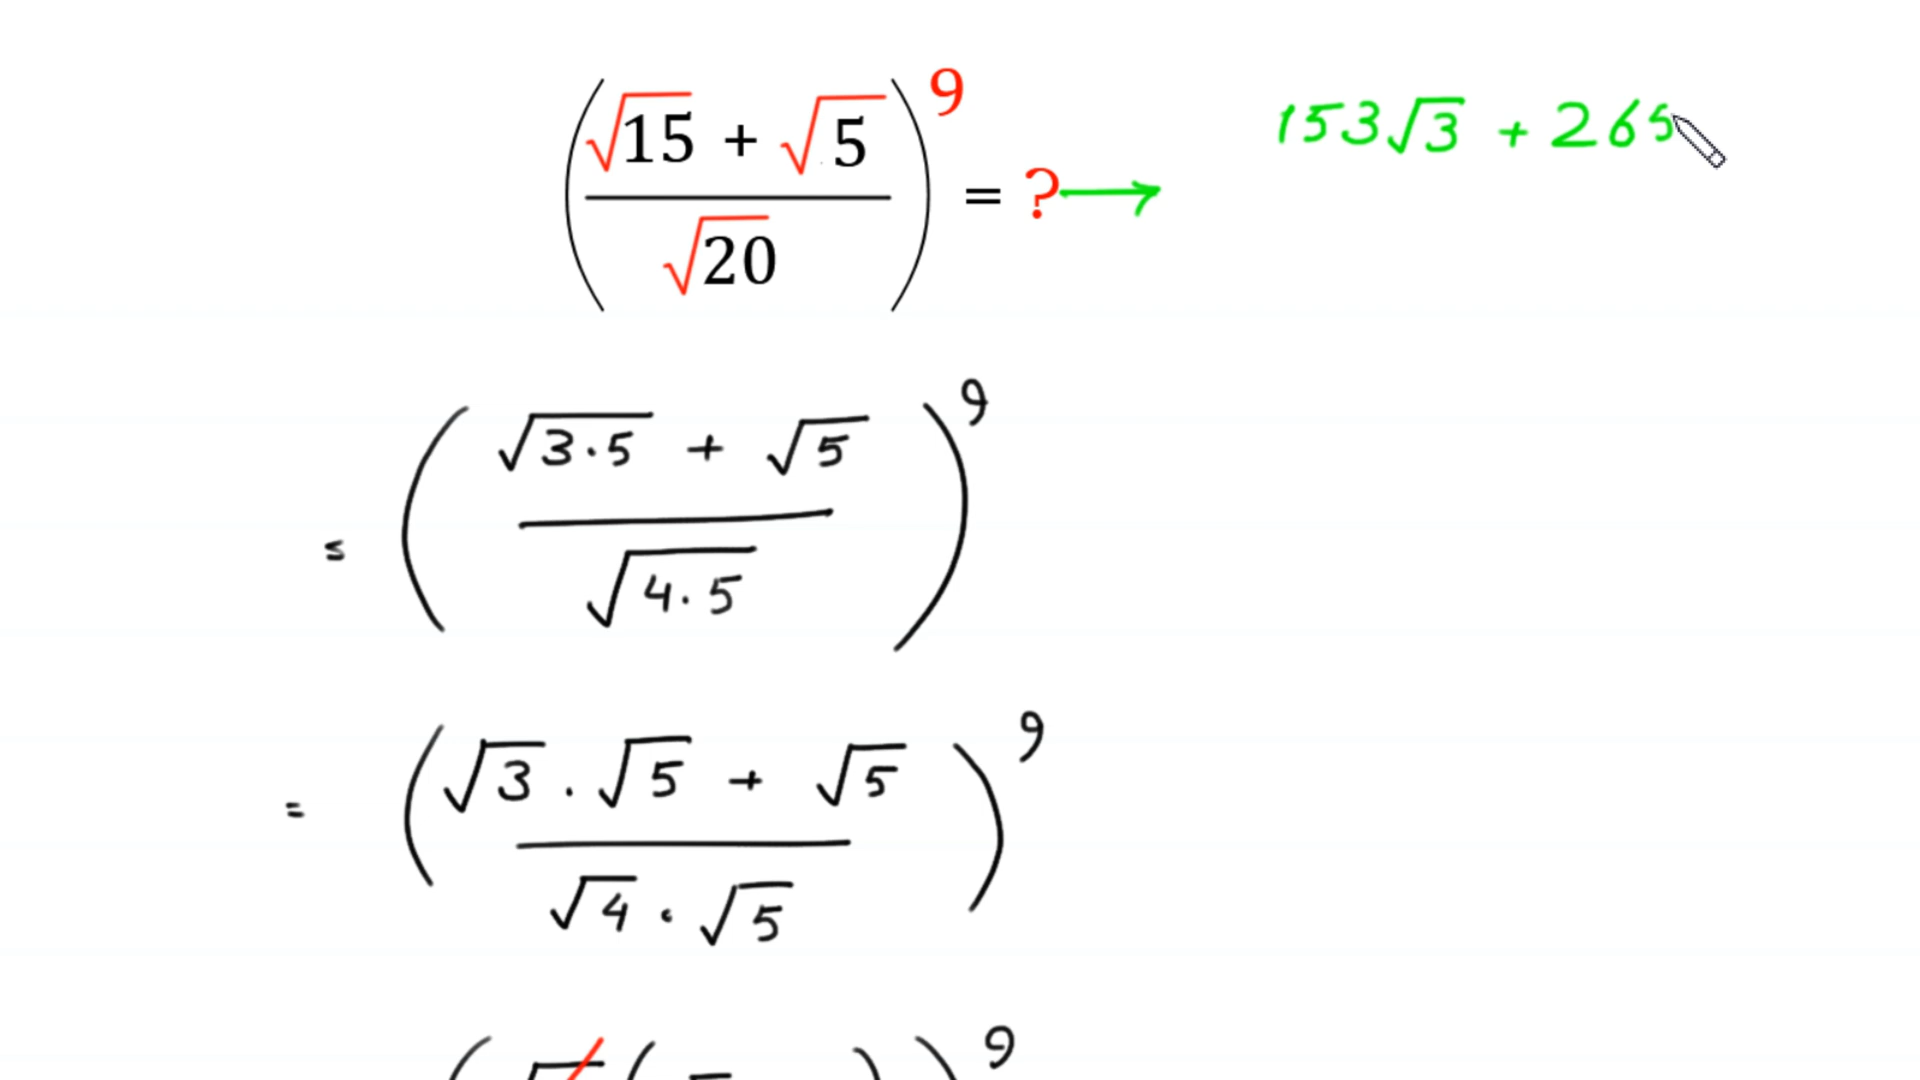 (√15 + √5 / √20)^9 = ? → 153√3 + 265
= (√3·5 + √5 / √4·5)^9
= (√3 · √5 + √5 / √4 · √5)^9
9